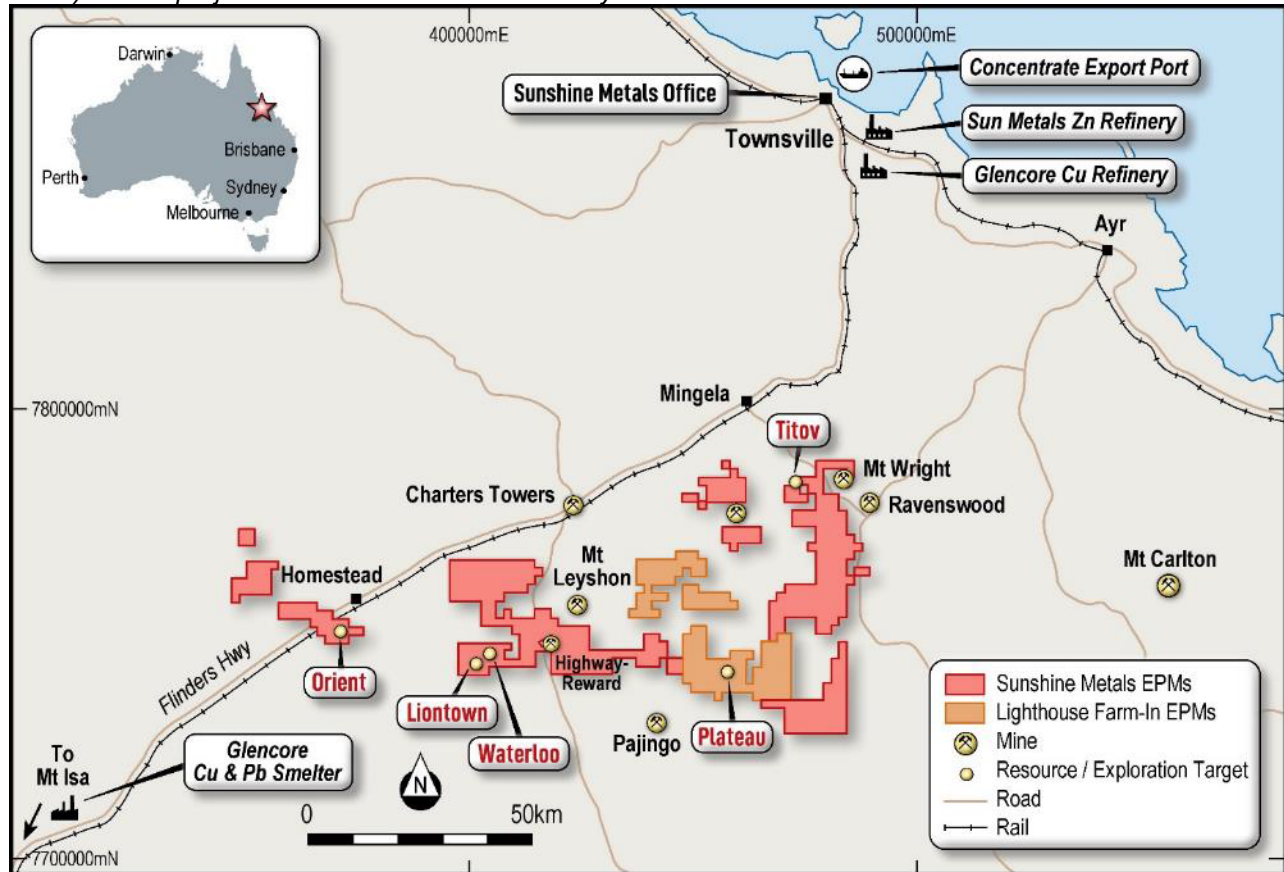 400000mE
500000mE
Darwin
Brisbane
Perth
Sydney
Melbourne
Sunshine Metals Office
Concentrate Export Port
Townsville
Sun Metals Zn Refinery
Glencore Cu Refinery
Ayr
7800000mN
Mingela
Titov
Mt Wright
Ravenswood
Charters Towers
Mt Carlton
Mt
Leyshon
Homestead
Orient
Flinders Hwy
Highway-
Reward
Liontown
Waterloo
Pajingo
Plateau
To
Mt Isa
Glencore
Cu & Pb Smelter
N
0
50km
7700000mN
Sunshine Metals EPMs
Lighthouse Farm-In EPMs
Mine
Resource / Exploration Target
Road
Rail